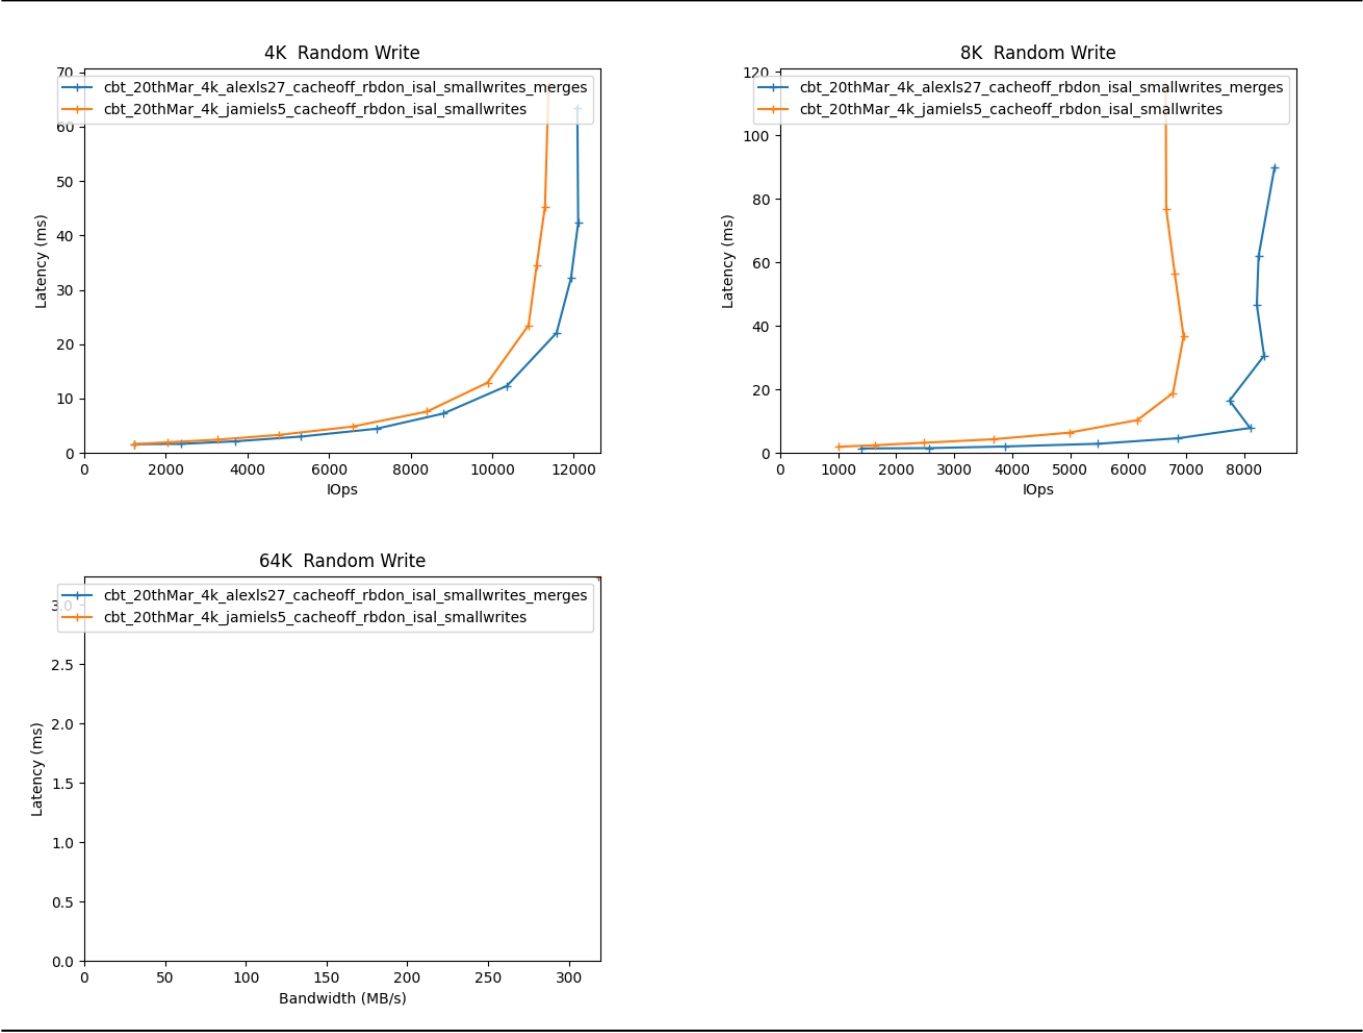 4K  Random Write
70
60
50
40
30
20
10
0
Latency (ms)
cbt_20thMar_4k_alexls27_cacheoff_rbdon_isal_smallwrites_merges
cbt_20thMar_4k_jamiels5_cacheoff_rbdon_isal_smallwrites
0 2000 4000 6000 8000 10000 12000
IOps
8K  Random Write
120
100
80
60
40
20
0
Latency (ms)
cbt_20thMar_4k_alexls27_cacheoff_rbdon_isal_smallwrites_merges
cbt_20thMar_4k_jamiels5_cacheoff_rbdon_isal_smallwrites
0 1000 2000 3000 4000 5000 6000 7000 8000
IOps
64K  Random Write
3.0
2.5
2.0
1.5
1.0
0.5
0.0
Latency (ms)
cbt_20thMar_4k_alexls27_cacheoff_rbdon_isal_smallwrites_merges
cbt_20thMar_4k_jamiels5_cacheoff_rbdon_isal_smallwrites
0 50 100 150 200 250 300
Bandwidth (MB/s)